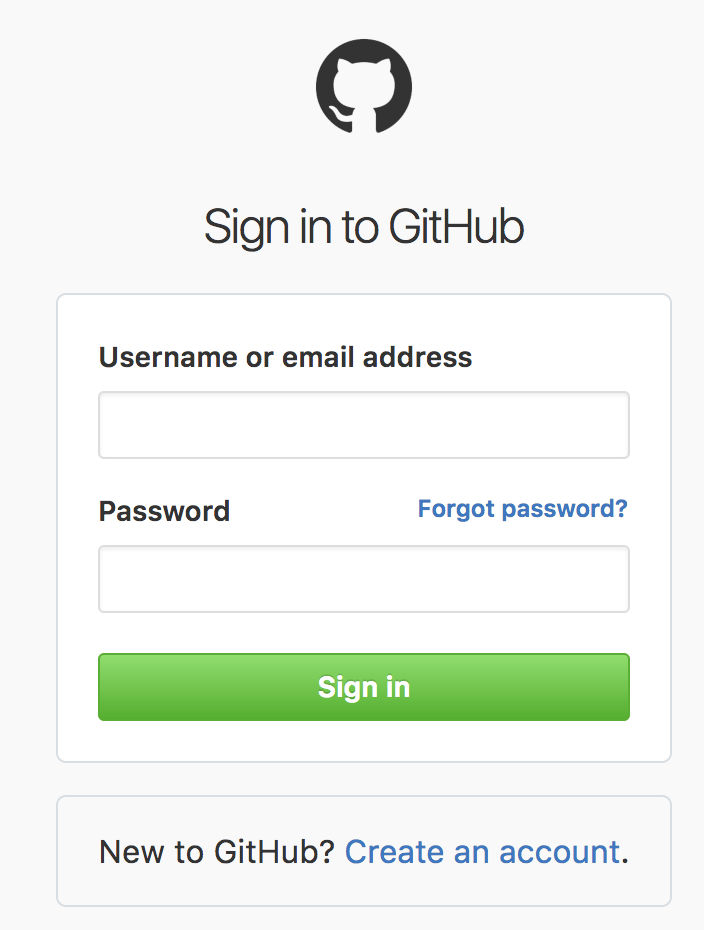 Sign in to GitHub
Username or email address
Password Forgot password?
Sign in
New to GitHub? Create an account.